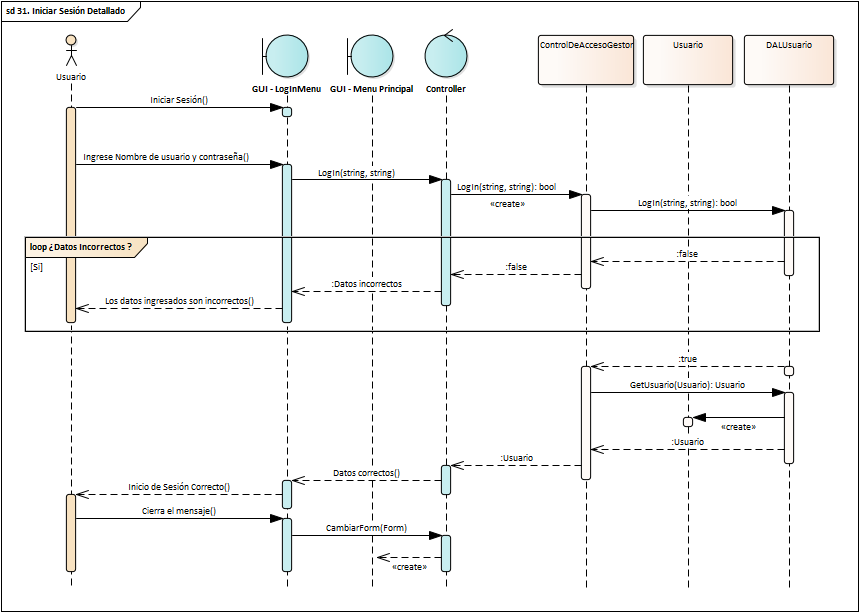 sd 31. Iniciar Sesión Detallado
Usuario
GUI - LogInMenu
GUI - Menu Principal
Controller
ControlDeAccesoGestor
Usuario
DALUsuario
Iniciar Sesión()
Ingrese Nombre de usuario y contraseña()
LogIn(string, string)
LogIn(string, string): bool
«create»
LogIn(string, string): bool
loop ¿Datos Incorrectos ?
[Si]
:false
:false
:Datos incorrectos
Los datos ingresados son incorrectos()
:true
GetUsuario(Usuario): Usuario
«create»
:Usuario
:Usuario
Datos correctos()
Inicio de Sesión Correcto()
Cierra el mensaje()
CambiarForm(Form)
«create»